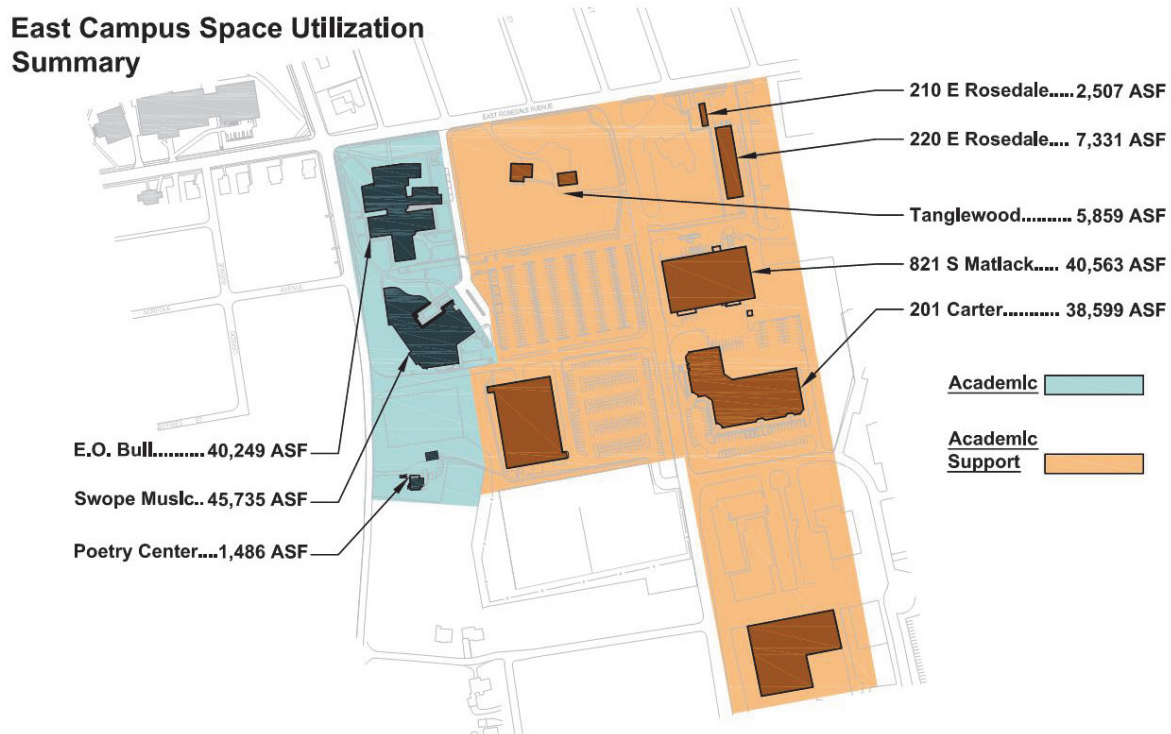 East Campus Space Utilization
Summary
EAST ROSEDALE AVENUE
210 E Rosedale..... 2,507 ASF
220 E Rosedale.... 7,331 ASF
Tanglewood.......... 5,859 ASF
821 S Matlack..... 40,563 ASF
201 Carter........... 38,599 ASF
Academic
Academic
Support
AVENUE
E.O. Bull.......... 40,249 ASF
Swope Music.. 45,735 ASF
Poetry Center....1,486 ASF